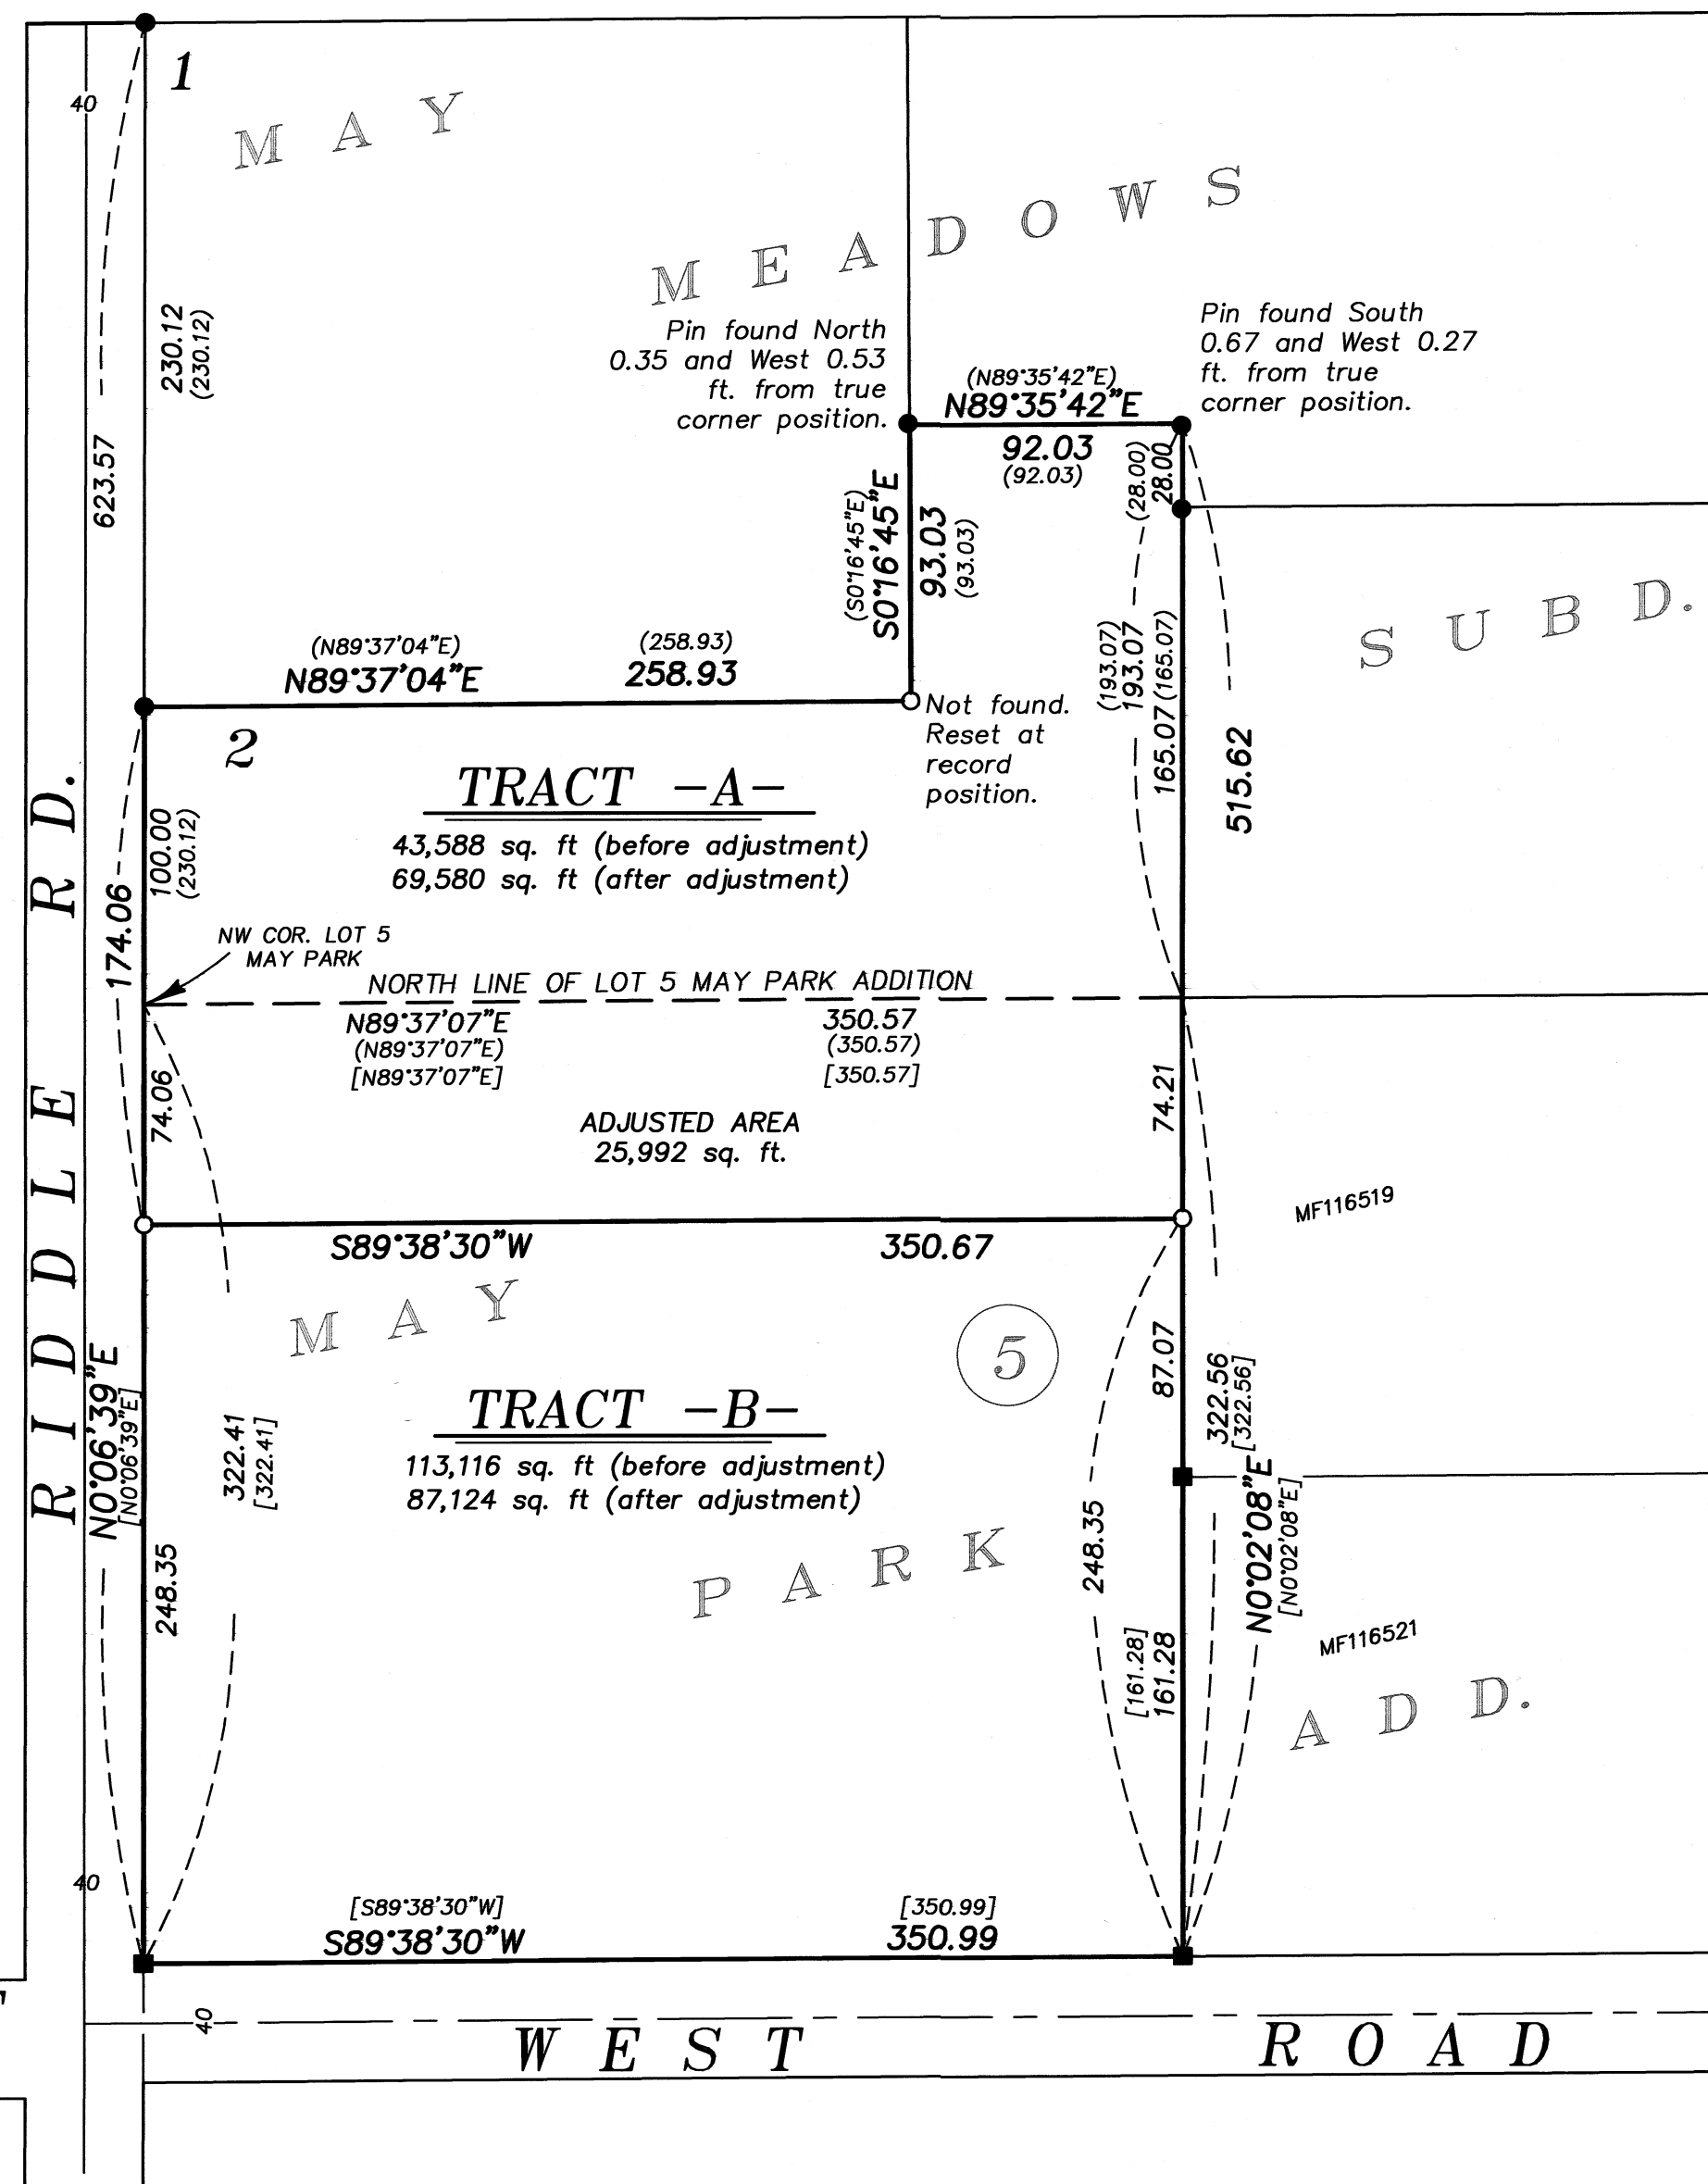 1
40
M A Y
M E A D O W S
230.12
(230.12)
623.57
Pin found North
0.35 and West 0.53
ft. from true
corner position.
Pin found South
0.67 and West 0.27
ft. from true
corner position.
(N89°35'42"E)
N89°35'42"E
92.03
(92.03)
(28.00)
28.00
(S0°16'45"E)
S0°16'45"E
93.03
(93.03)
S U B D.
(N89°37'04"E)
N89°37'04"E
(258.93)
258.93
(193.07)
193.07
165.07 (165.07)
515.62
Not found.
Reset at
record
position.
2
TRACT -A-
43,588 sq. ft (before adjustment)
69,580 sq. ft (after adjustment)
100.00
(230.12)
174.06
RIDDLE RD.
NW COR. LOT 5
MAY PARK
NORTH LINE OF LOT 5 MAY PARK ADDITION
N89°37'07"E
(N89°37'07"E)
[N89°37'07"E]
350.57
(350.57)
[350.57]
74.06
74.21
ADJUSTED AREA
25,992 sq. ft.
MF116519
S89°38'30"W
350.67
M A Y
5
87.07
322.56
[322.56]
N0°06'39"E
[N0°06'39"E]
322.41
[322.41]
TRACT -B-
113,116 sq. ft (before adjustment)
87,124 sq. ft (after adjustment)
N0°02'08"E
[N0°02'08"E]
248.35
248.35
P A R K
[161.28]
161.28
MF116521
A D D.
40
[S89°38'30"W]
S89°38'30"W
[350.99]
350.99
40
WEST ROAD